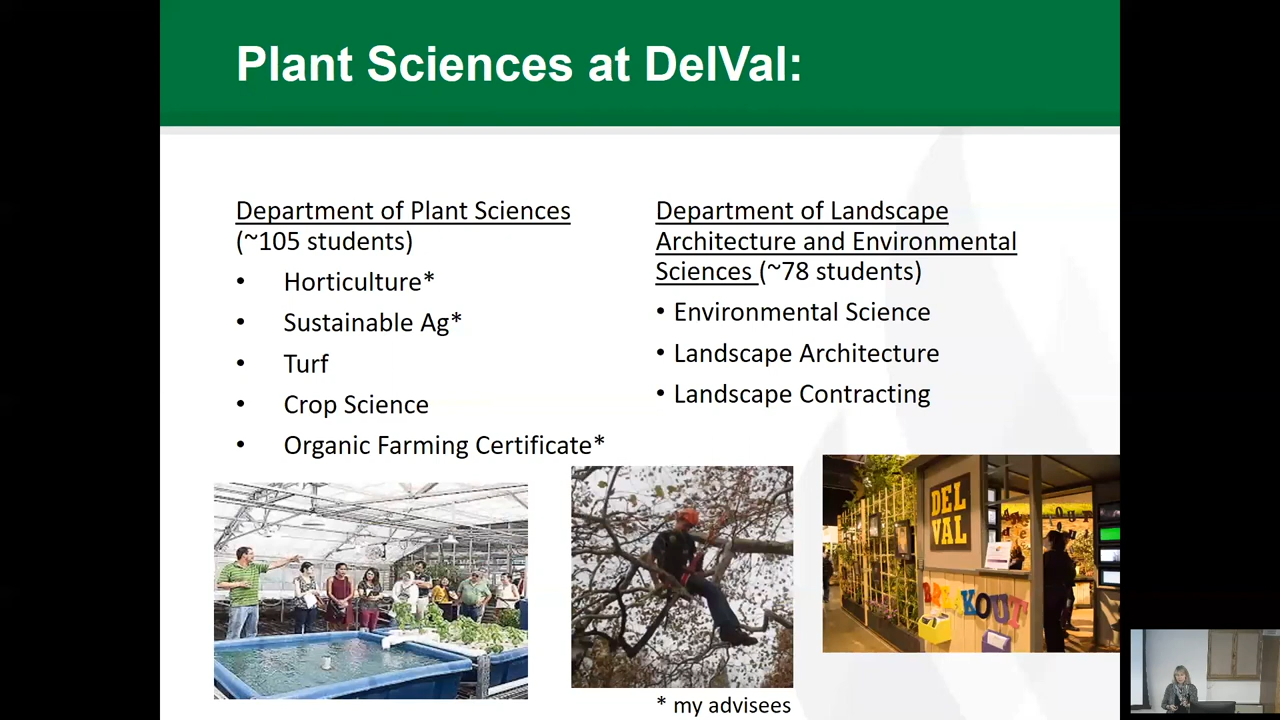 Plant Sciences at DelVal:
Department of Plant Sciences
(~105 students)
• Horticulture*
• Sustainable Ag*
• Turf
• Crop Science
• Organic Farming Certificate*
Department of Landscape
Architecture and Environmental
Sciences (~78 students)
• Environmental Science
• Landscape Architecture
• Landscape Contracting
DEL
VAL
BREAKOUT
* my advisees